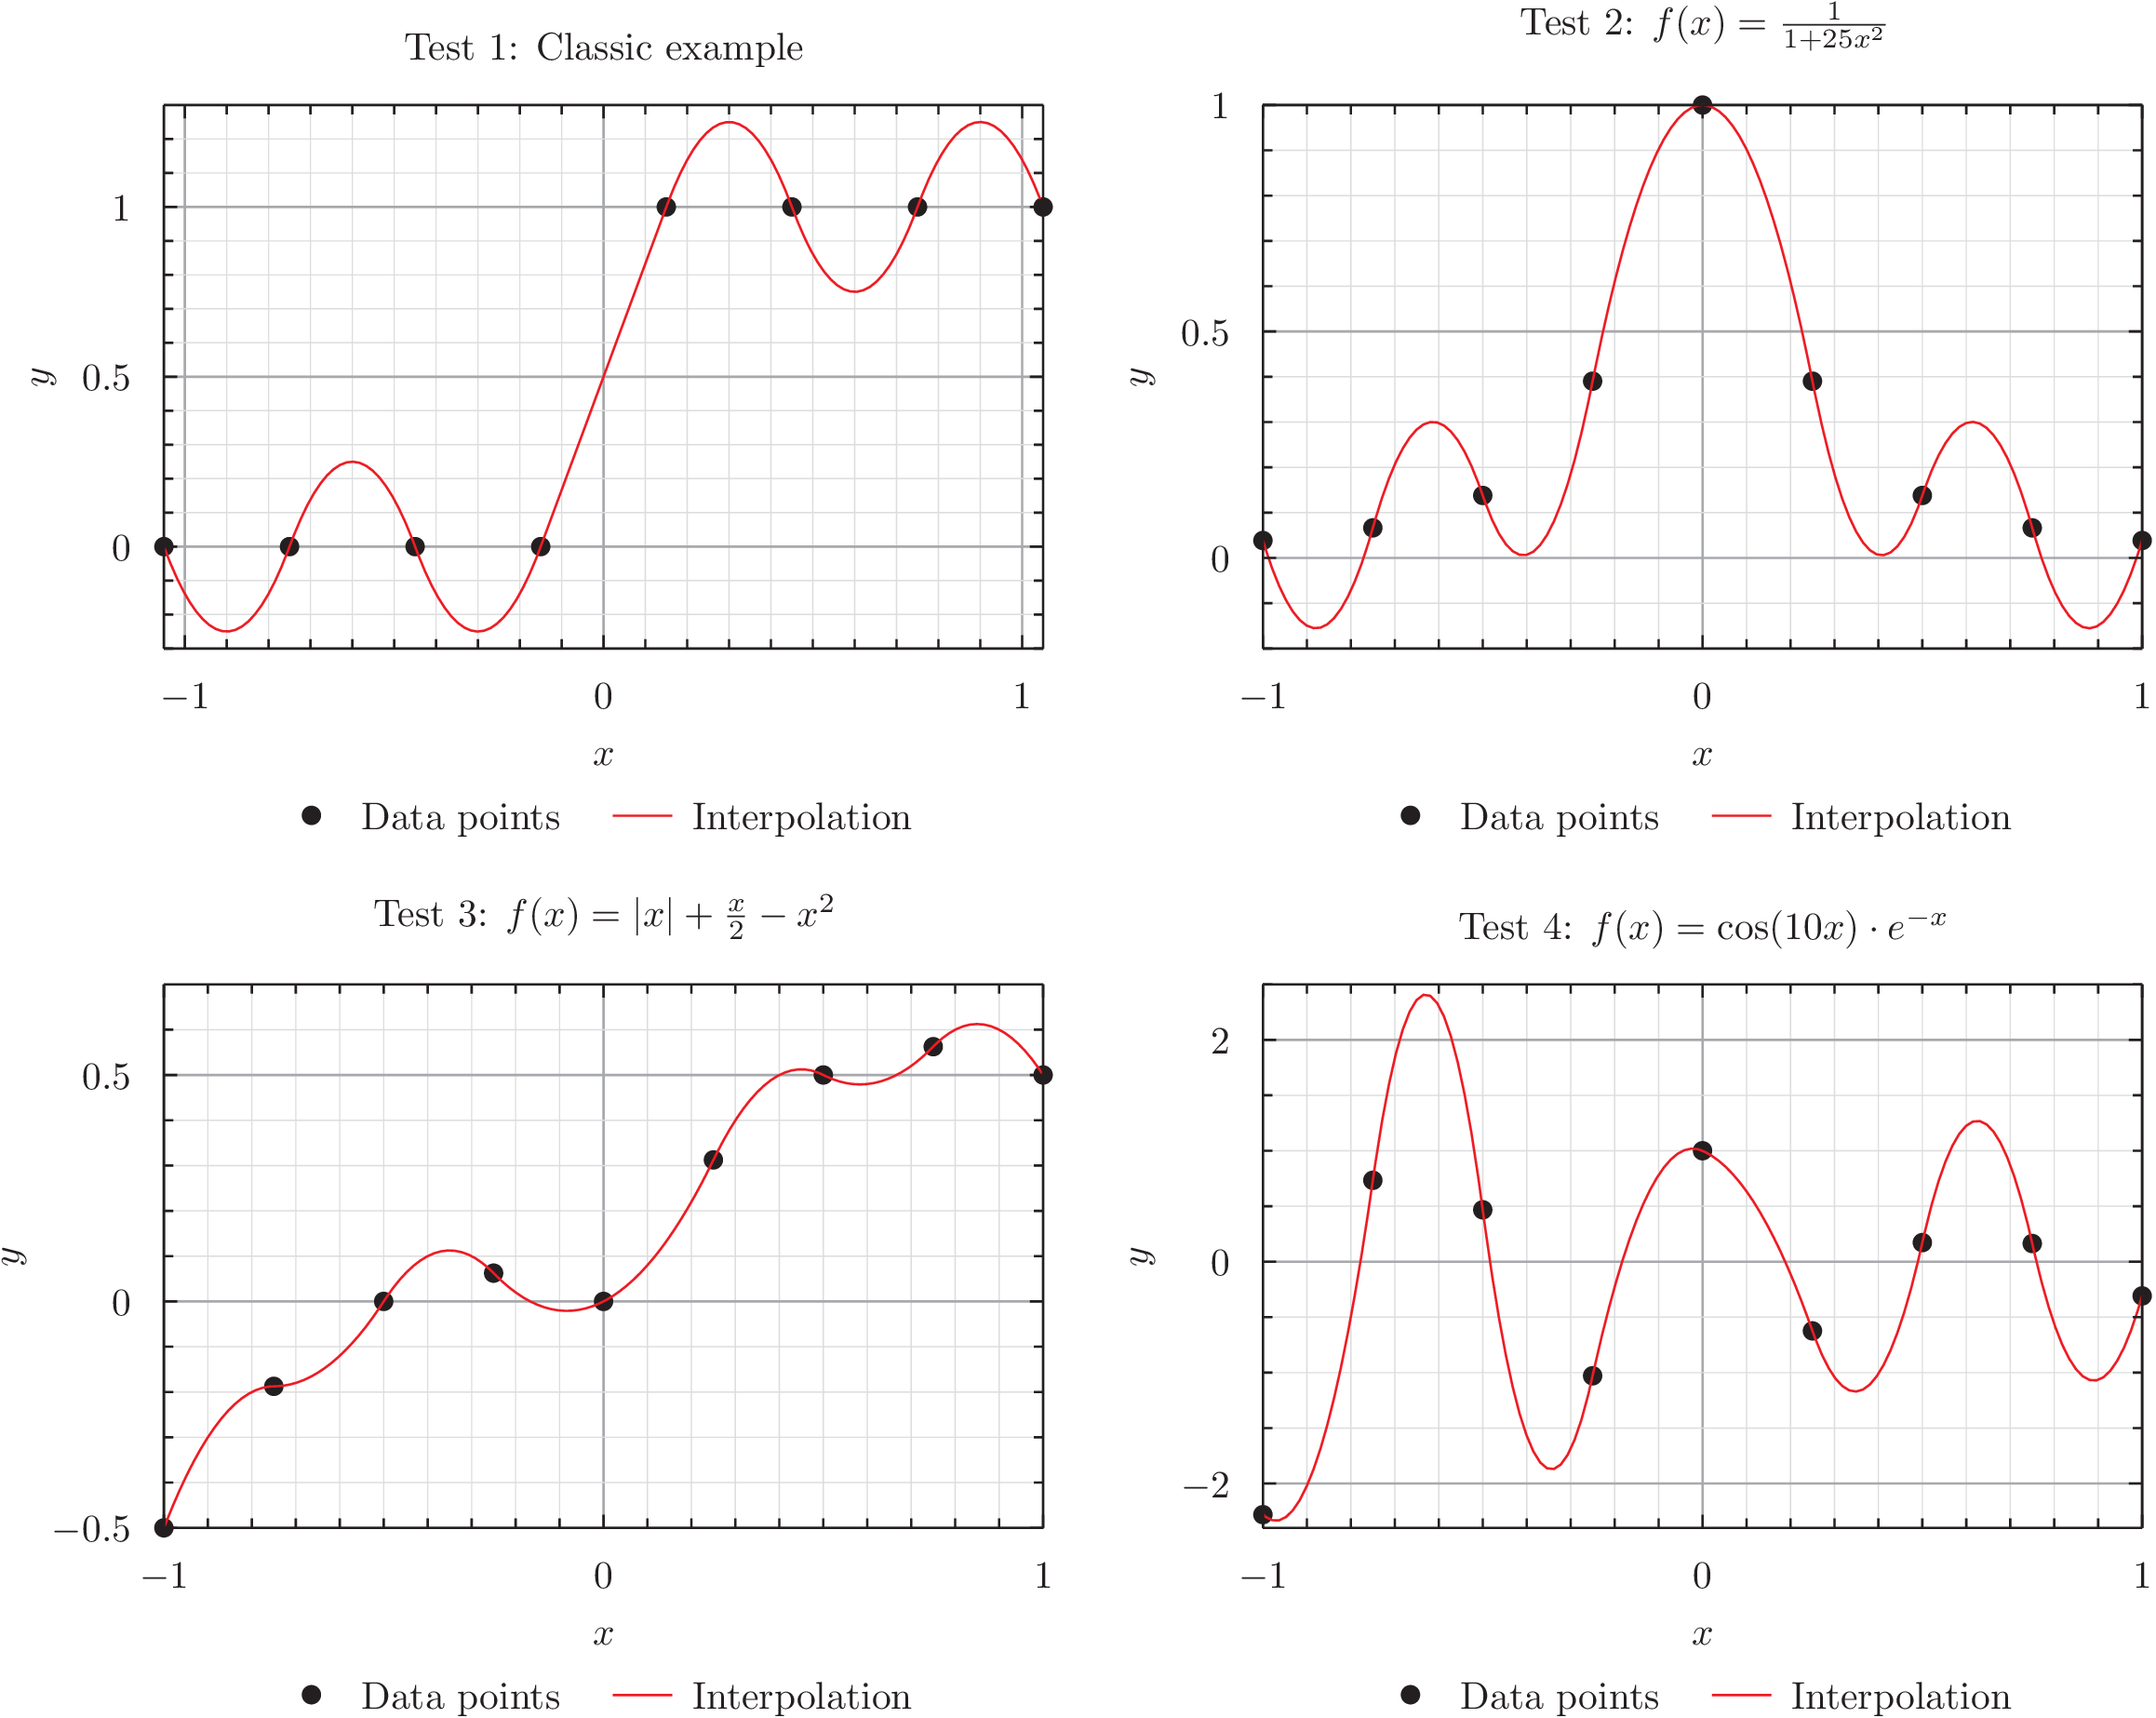 Test 1: Classic example
1
0.5
0
y
−1 0 1
x
Data points Interpolation
Test 2: f(x) = 1/(1+25x²)
1
0.5
0
y
−1 0 1
x
Data points Interpolation
Test 3: f(x) = |x| + x/2 − x²
0.5
0
−0.5
y
−1 0 1
x
Data points Interpolation
Test 4: f(x) = cos(10x) · e⁻ˣ
2
0
−2
y
−1 0 1
x
Data points Interpolation